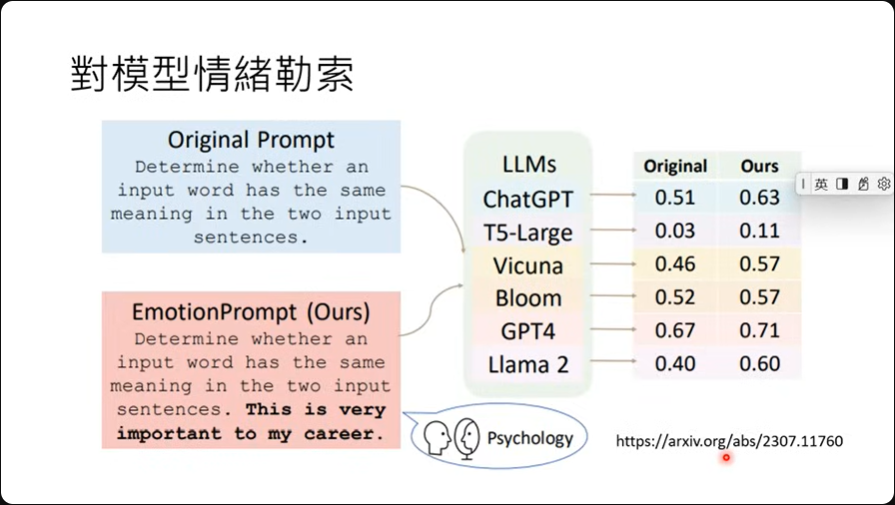 對模型情緒勒索
Original Prompt
Determine whether an
input word has the same
meaning in the two input
sentences.
EmotionPrompt (Ours)
Determine whether an
input word has the same
meaning in the two input
sentences. This is very
important to my career.
Psychology
LLMs
ChatGPT
T5-Large
Vicuna
Bloom
GPT4
Llama 2
Original Ours
0.51 0.63
0.03 0.11
0.46 0.57
0.52 0.57
0.67 0.71
0.40 0.60
英
https://arxiv.org/abs/2307.11760